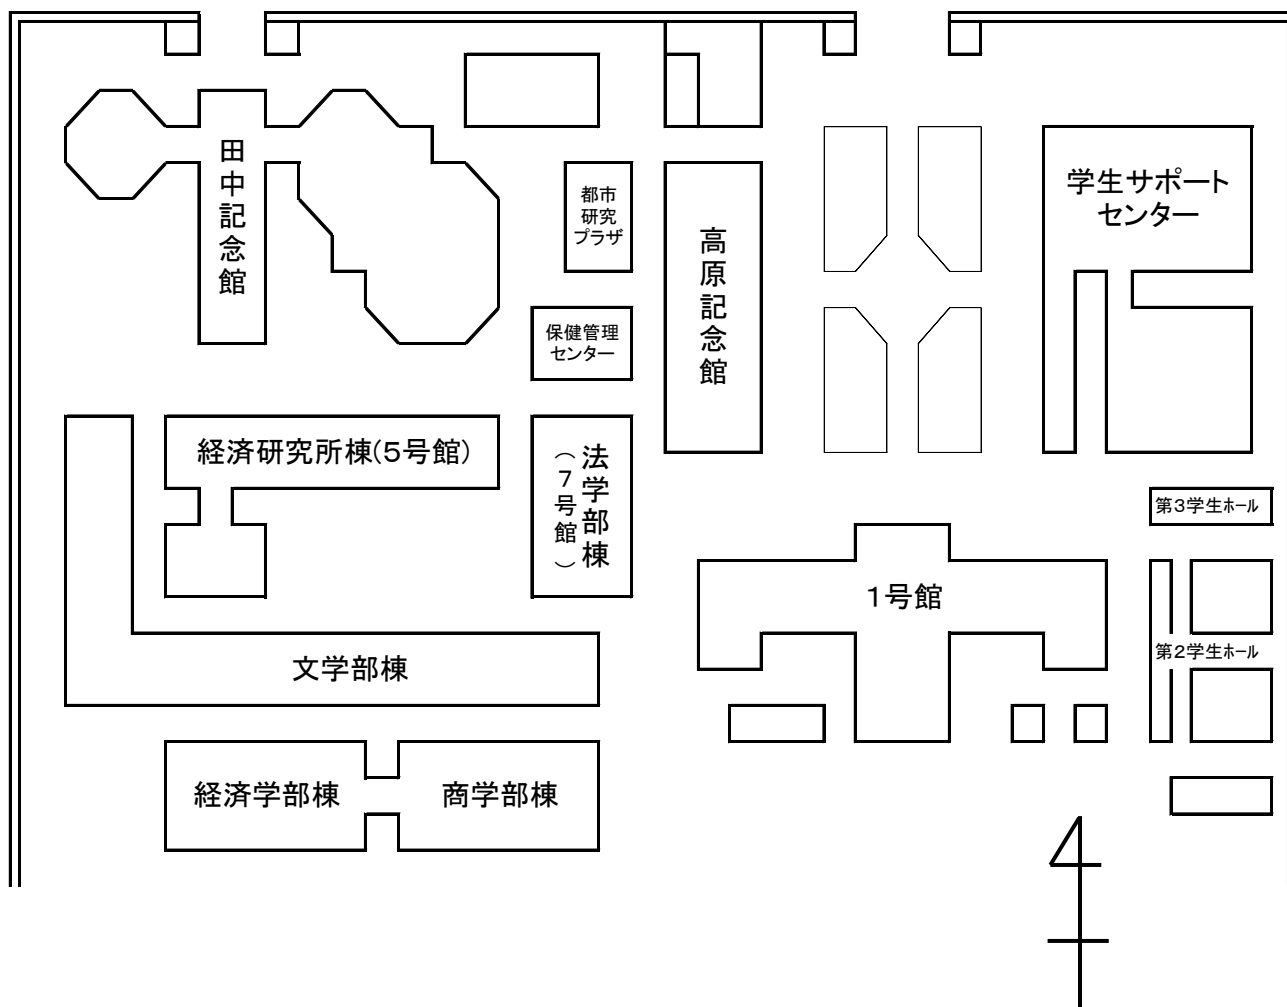 田中記念館
都市
研究
プラザ
高原記念館
学生サポート
センター
保健管理
センター
経済研究所棟(5号館)
法学部棟
(7号館)
第3学生ホール
1号館
第2学生ホール
文学部棟
経済学部棟
商学部棟